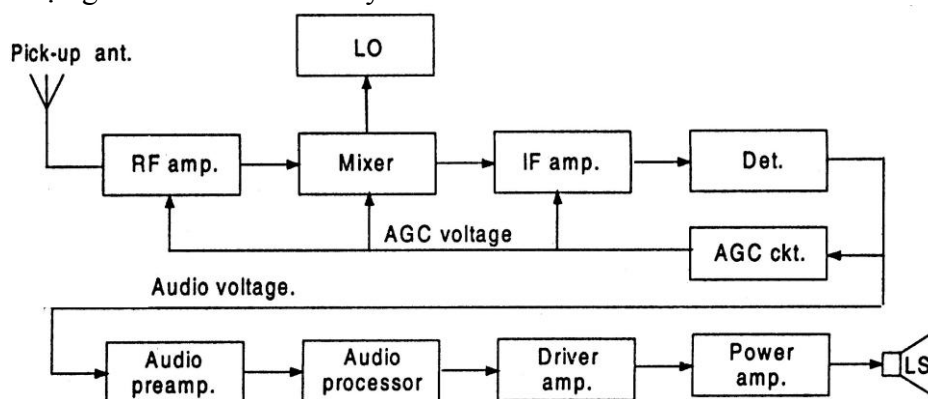 LO
Pick-up ant.
RF amp.
Mixer
IF amp.
Det.
AGC voltage
AGC ckt.
Audio voltage.
Audio
preamp.
Audio
processor
Driver
amp.
Power
amp.
LS